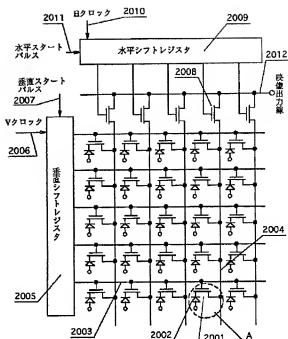 Hクロック
2010
2011
水平スタート
パルス
2009
水平シフトレジスタ
2008
2012
垂直スタート
パルス
2007
映像出力線
Vクロック
2006
垂直シフトレジスタ
2004
2005
2003
2002
2001
A